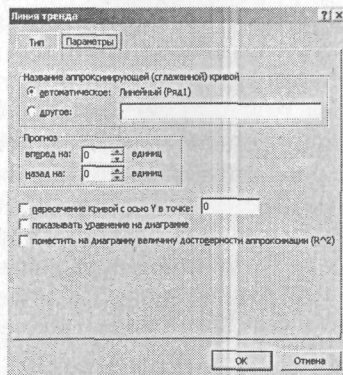 Линия тренда
Тип Параметры
Название аппроксимирующей (сглаженной) кривой
автоматическое: Линейный (Ряд1)
другое:
Прогноз
вперед на: 0 единиц
назад на: 0 единиц
пересечение кривой с осью Y в точке: 0
показывать уравнение на диаграмме
поместить на диаграмму величину достоверности аппроксимации (R^2)
OK Отмена